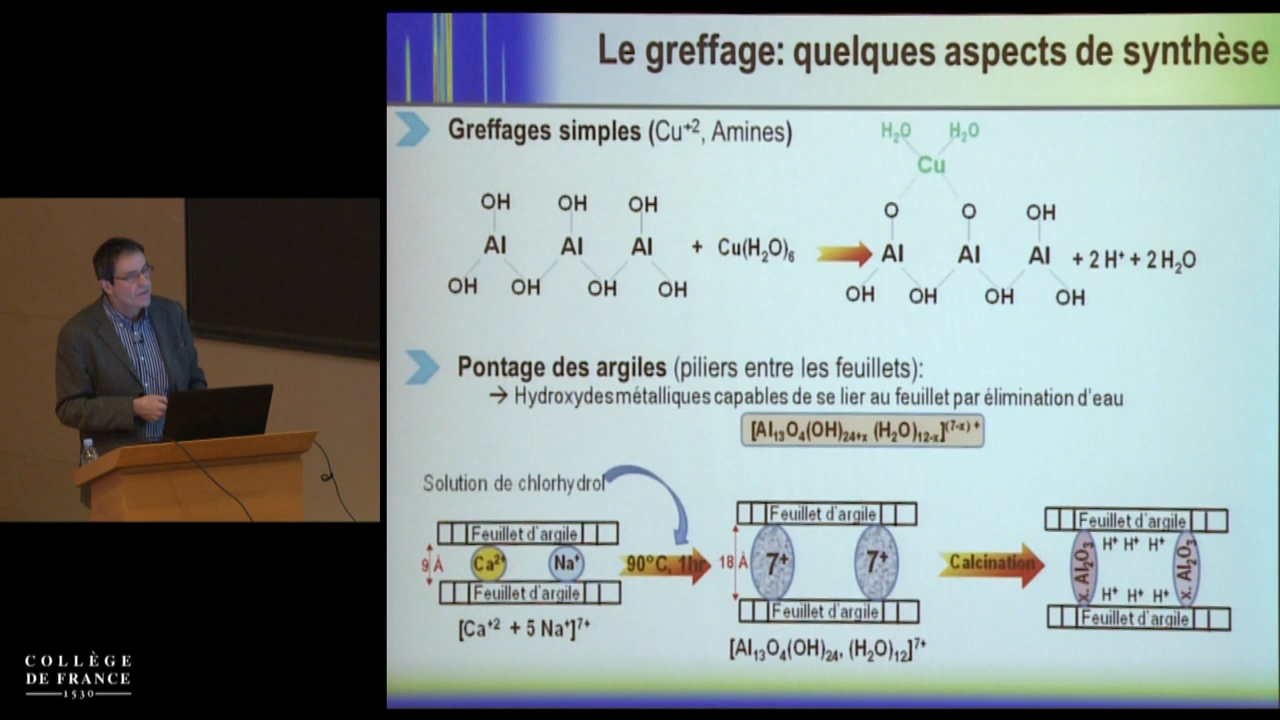 Le greffage: quelques aspects de synthèse
Greffages simples (Cu⁺², Amines)
H₂O H₂O
Cu
OH OH OH
O O OH
Al Al Al + Cu(H₂O)₆ Al Al Al + 2 H⁺ + 2 H₂O
OH OH OH OH
OH OH OH OH
Pontage des argiles (piliers entre les feuillets):
→ Hydroxydes métalliques capables de se lier au feuillet par élimination d'eau
[Al₁₃O₄(OH)₂₄₊ₓ (H₂O)₁₂₋ₓ]⁽⁷⁻ˣ⁾⁺
Solution de chlorhydrol
Feuillet d'argile
9 Å Ca²⁺ Na⁺
Feuillet d'argile
[Ca⁺² + 5 Na⁺]⁷⁺
90°C, 1hr
Feuillet d'argile
18 Å 7⁺ 7⁺
Feuillet d'argile
[Al₁₃O₄(OH)₂₄, (H₂O)₁₂]⁷⁺
Calcination
Feuillet d'argile
H⁺ H⁺ H⁺
x. Al₂O₃ x. Al₂O₃
H⁺ H⁺ H⁺
Feuillet d'argile
COLLÈGE
DE FRANCE
1530